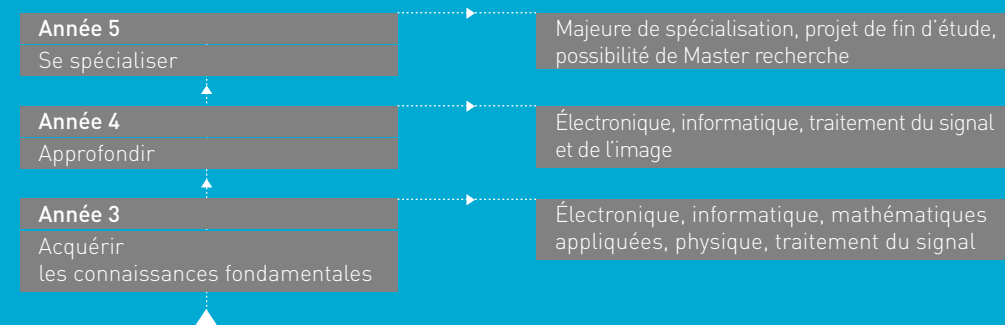 Année 5
Se spécialiser
Majeure de spécialisation, projet de fin d'étude,
possibilité de Master recherche
Année 4
Approfondir
Électronique, informatique, traitement du signal
et de l'image
Année 3
Acquérir
les connaissances fondamentales
Électronique, informatique, mathématiques
appliquées, physique, traitement du signal